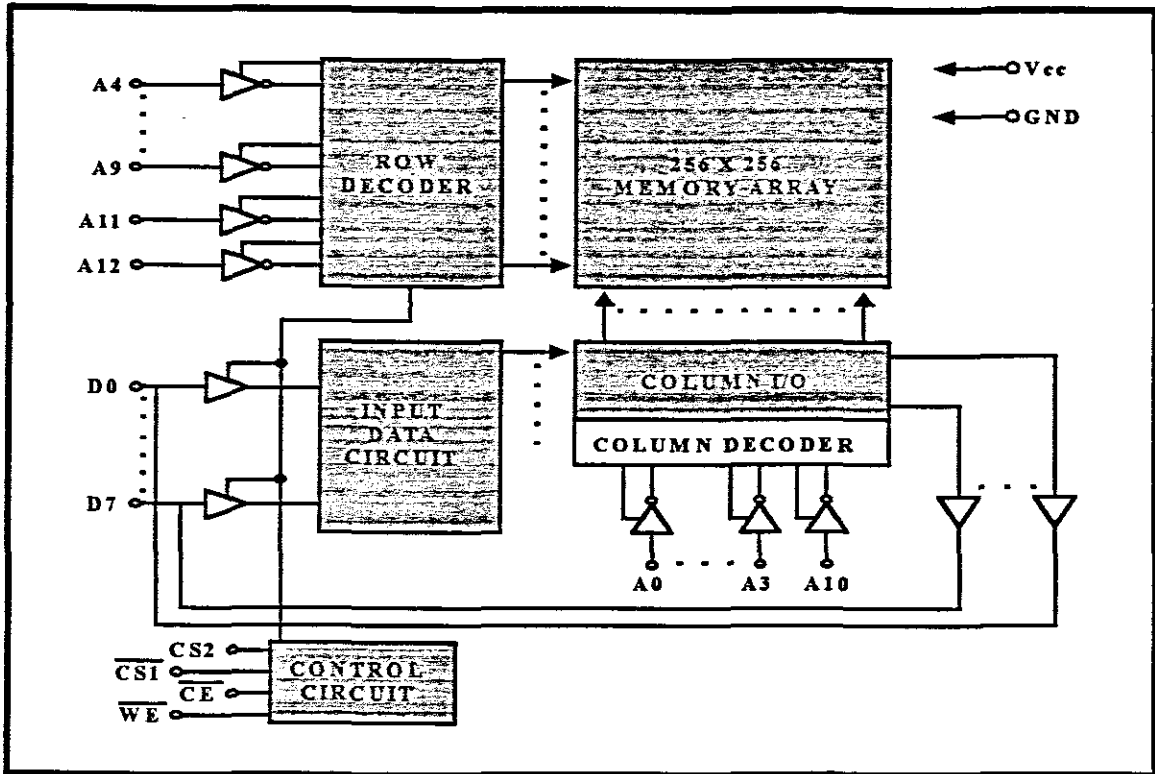 A4
A9
A11
A12
ROW
DECODER
256 X 256
MEMORY ARRAY
Vcc
GND
D0
D7
INPUT
DATA
CIRCUIT
COLUMN I/O
COLUMN DECODER
A0
A3
A10
CS2
CS1
CE
WE
CONTROL
CIRCUIT